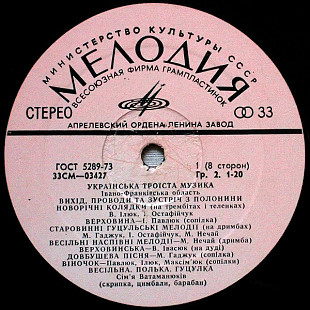 МИНИСТЕРСТВО КУЛЬТУРЫ СССР
МЕЛОДИЯ
ВСЕСОЮЗНАЯ ФИРМА ГРАМПЛАСТИНОК
СТЕРЕО
33
АПРЕЛЕВСКИЙ ОРДЕНА ЛЕНИНА ЗАВОД
ГОСТ 5289-73
1 (8 сторон)
33СМ—03427
Гр. 2. 1-20
УКРАЇНСЬКА ТРОЇСТА МУЗИКА
Івано-Франківська область
ВИХІД, ПРОВОДИ ТА ЗУСТРІЧ З ПОЛОНИНИ
НОВОРІЧНІ КОЛЯДКИ (на трембітах і теленках)
В. Ілюк, І. Остафійчук
ВЕРХОВИНА—І. Павлюк (сопілка)
СТАРОВИННІ ГУЦУЛЬСЬКІ МЕЛОДІЇ (на дримбах)
М. Гаджук, І. Остафійчук, М. Нечай
ВЕСІЛЬНІ НАСПІВНІ МЕЛОДІЇ—М. Нечай (дримба)
ВЕРХОВИНСЬКА—В. Івасюк (на дуді)
ДОВБУШЕВА ПІСНЯ—М. Гаджук (сопілка)
ВІНОЧОК—Павлюк, Ілюк, Максім'юк (сопілки)
ВЕСІЛЬНА, ПОЛЬКА, ГУЦУЛКА
Сім'я Ватаманюків
(скрипка, цимбали, барабан)